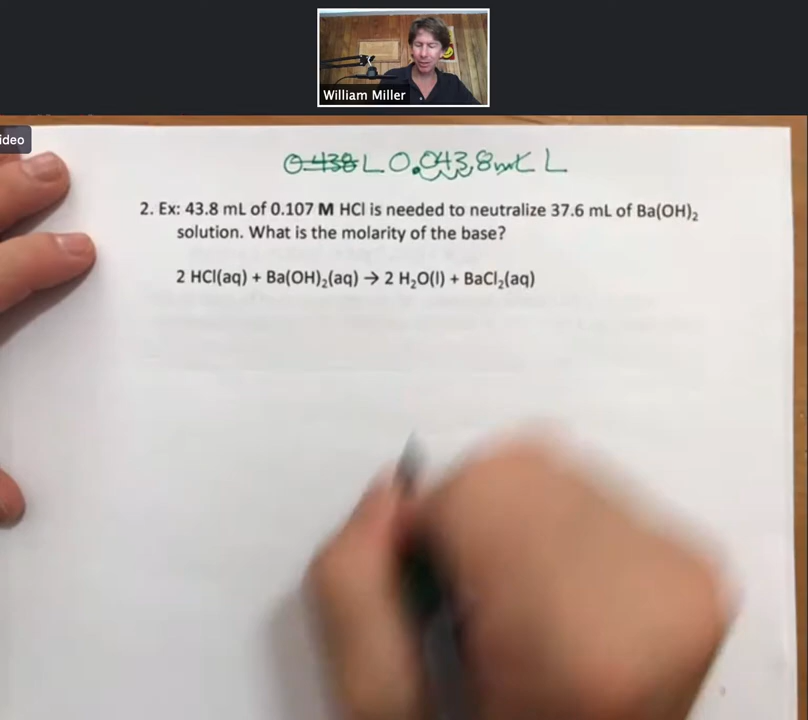 William Miller
ideo
0.438 L 0.043.8mL L
2. Ex: 43.8 mL of 0.107 M HCl is needed to neutralize 37.6 mL of Ba(OH)₂
solution. What is the molarity of the base?
2 HCl(aq) + Ba(OH)₂(aq) → 2 H₂O(l) + BaCl₂(aq)